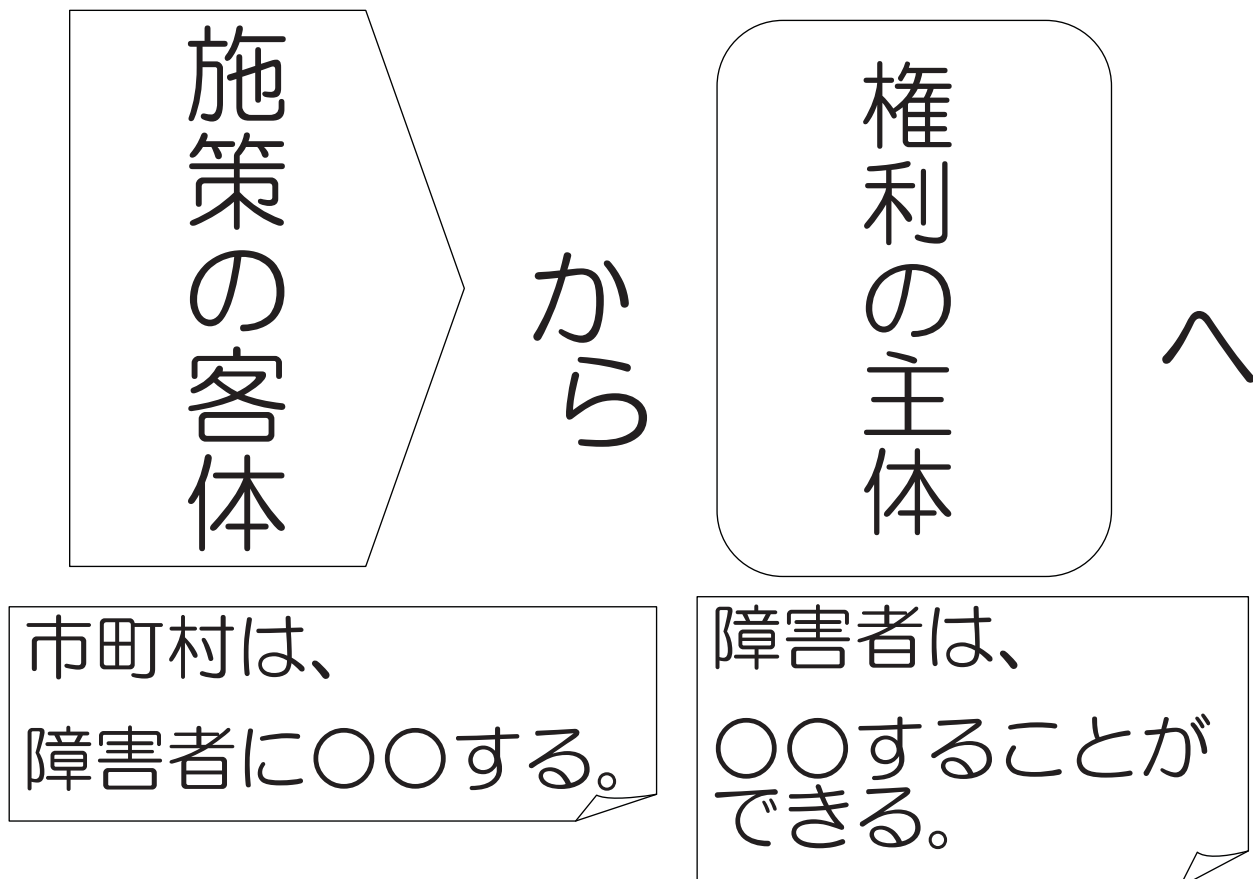 施策の客体
から
権利の主体
へ
市町村は、
障害者に○○する。
障害者は、
○○することが
できる。